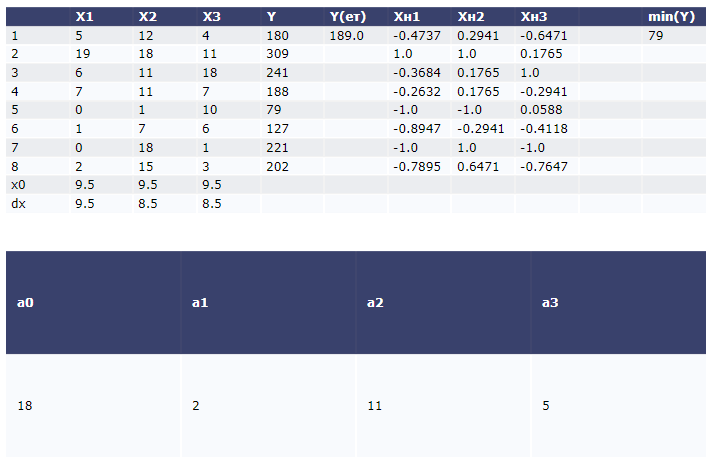 X1 X2 X3 Y Y(ет) Xн1 Xн2 Xн3 min(Y)
1 5 12 4 180 189.0 -0.4737 0.2941 -0.6471 79
2 19 18 11 309 1.0 1.0 0.1765
3 6 11 18 241 -0.3684 0.1765 1.0
4 7 11 7 188 -0.2632 0.1765 -0.2941
5 0 1 10 79 -1.0 -1.0 0.0588
6 1 7 6 127 -0.8947 -0.2941 -0.4118
7 0 18 1 221 -1.0 1.0 -1.0
8 2 15 3 202 -0.7895 0.6471 -0.7647
x0 9.5 9.5 9.5
dx 9.5 8.5 8.5
a0 a1 a2 a3
18 2 11 5